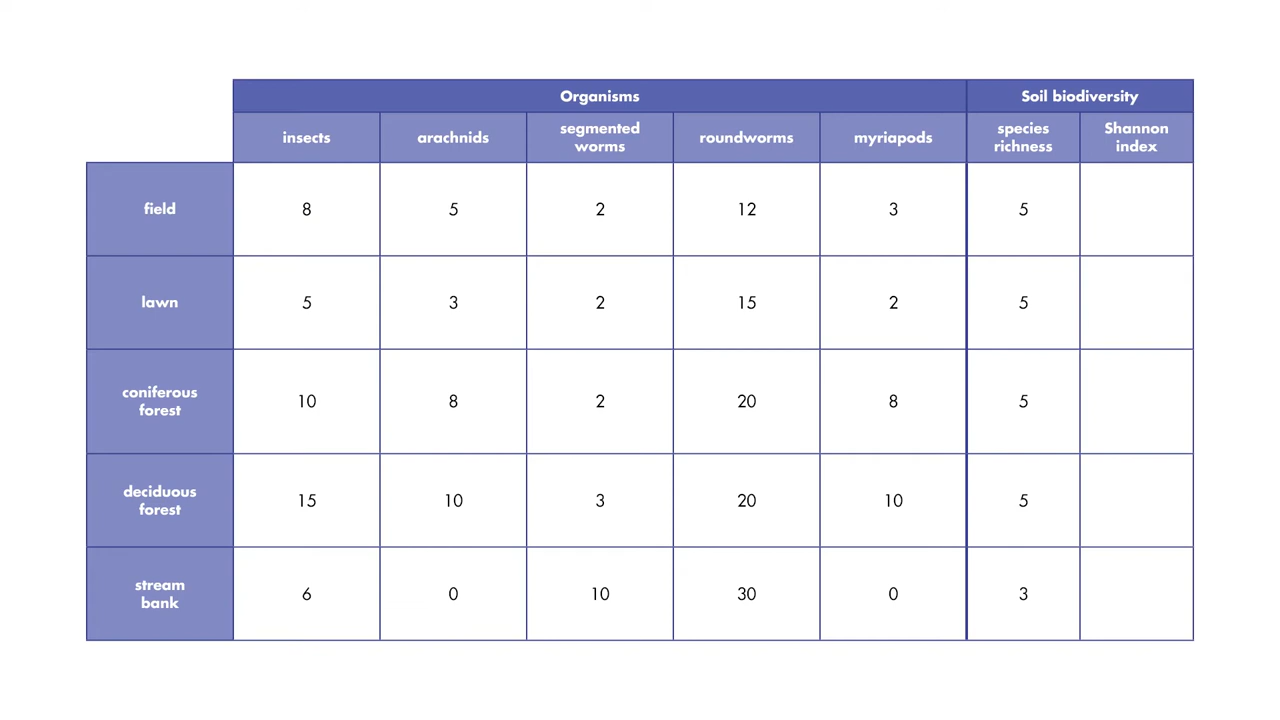 Organisms Soil biodiversity
insects arachnids segmented worms roundworms myriapods species richness Shannon index
field 8 5 2 12 3 5
lawn 5 3 2 15 2 5
coniferous forest 10 8 2 20 8 5
deciduous forest 15 10 3 20 10 5
stream bank 6 0 10 30 0 3